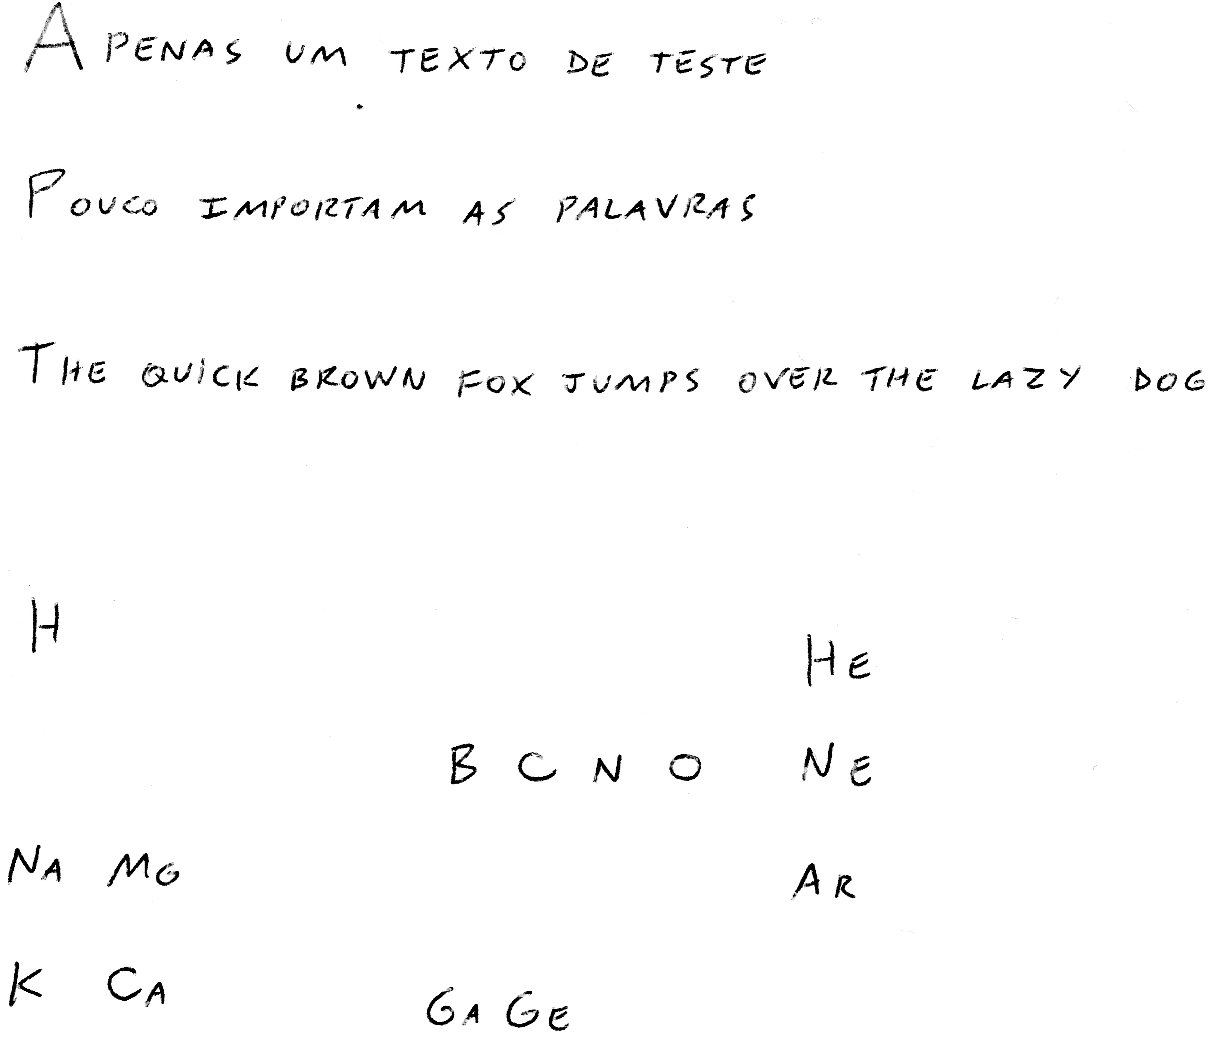 APENAS UM TEXTO DE TESTE
POUCO IMPORTAM AS PALAVRAS
THE QUICK BROWN FOX JUMPS OVER THE LAZY DOG
H
HE
B C N O NE
NA MG
AR
K CA
GA GE